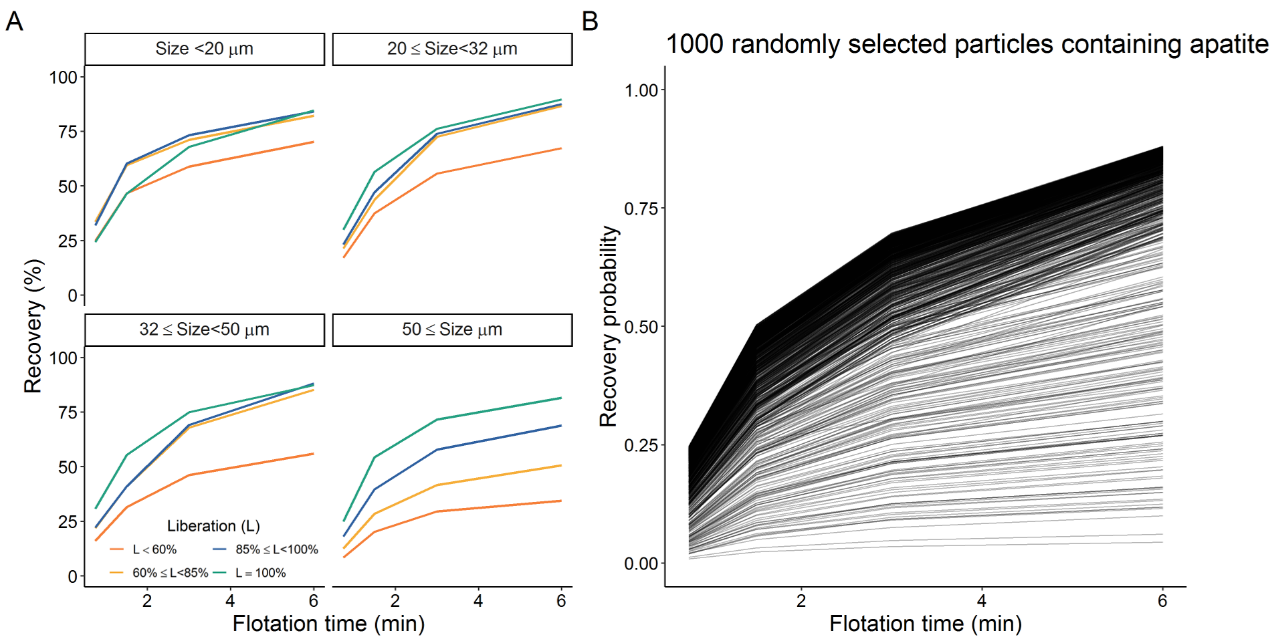 A
Size <20 μm
20 ≤ Size<32 μm
100
75
50
25
0
32 ≤ Size<50 μm
50 ≤ Size μm
100
75
50
25
0
Recovery (%)
Liberation (L)
L < 60%
85% ≤ L<100%
60% ≤ L<85%
L = 100%
2
4
6
2
4
6
Flotation time (min)
B
1000 randomly selected particles containing apatite
1.00
0.75
0.50
0.25
0.00
Recovery probability
2
4
6
Flotation time (min)